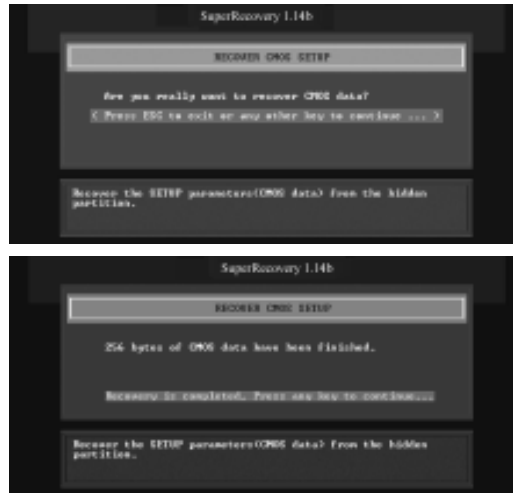 SuperRecovery 1.14b
RECOVER CMOS SETUP
Are you really want to recover CMOS data?
( Press ESC to exit or any other key to continue ... )
Recover the SETUP parameters(CMOS data) from the hidden
partition.
SuperRecovery 1.14b
RECOVER CMOS SETUP
256 bytes of CMOS data have been finished.
Recovery is completed. Press any key to continue...
Recover the SETUP parameters(CMOS data) from the hidden
partition.